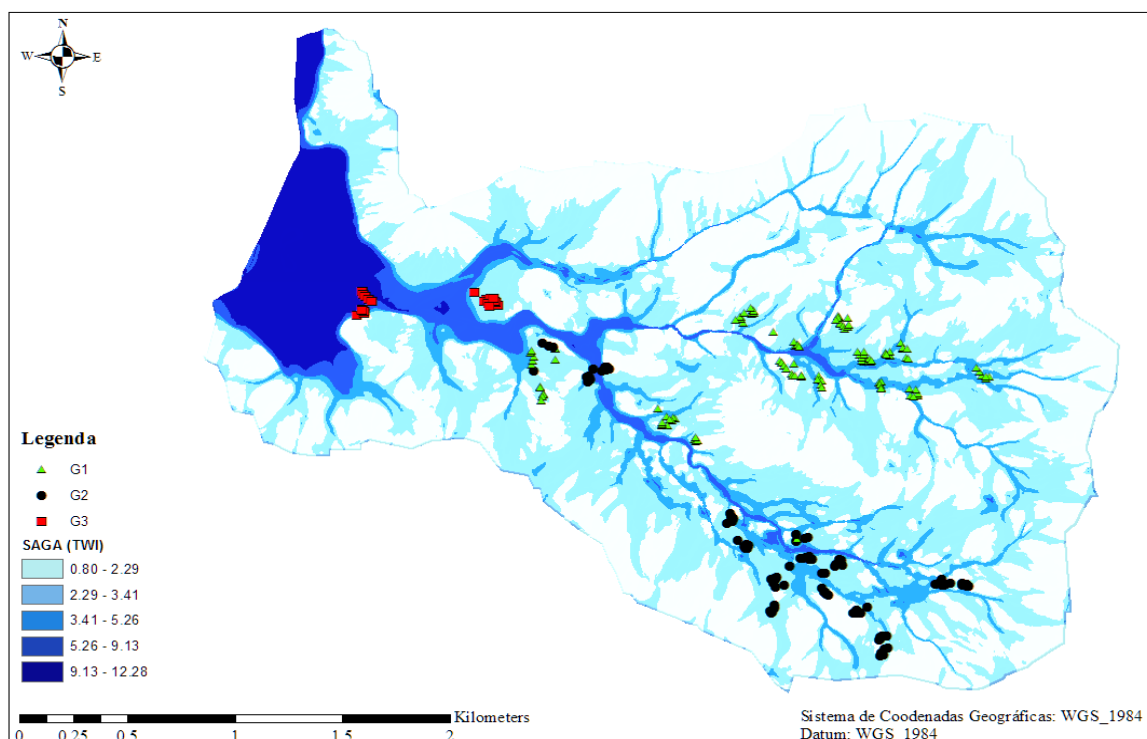 N
W E
S
Legenda
G1
G2
G3
SAGA (TWI)
0.80 - 2.29
2.29 - 3.41
3.41 - 5.26
5.26 - 9.13
9.13 - 12.28
Kilometers
0 0.25 0.5 1 1.5 2
Sistema de Coodenadas Geográficas: WGS_1984
Datum: WGS_1984